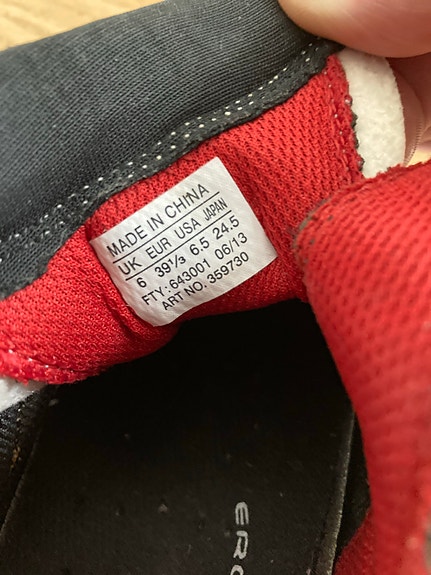 MADE IN CHINA
UK EUR USA JAPAN
6 39⅓ 6.5 24.5
FTY.:643001 06/13
ART NO. 359730